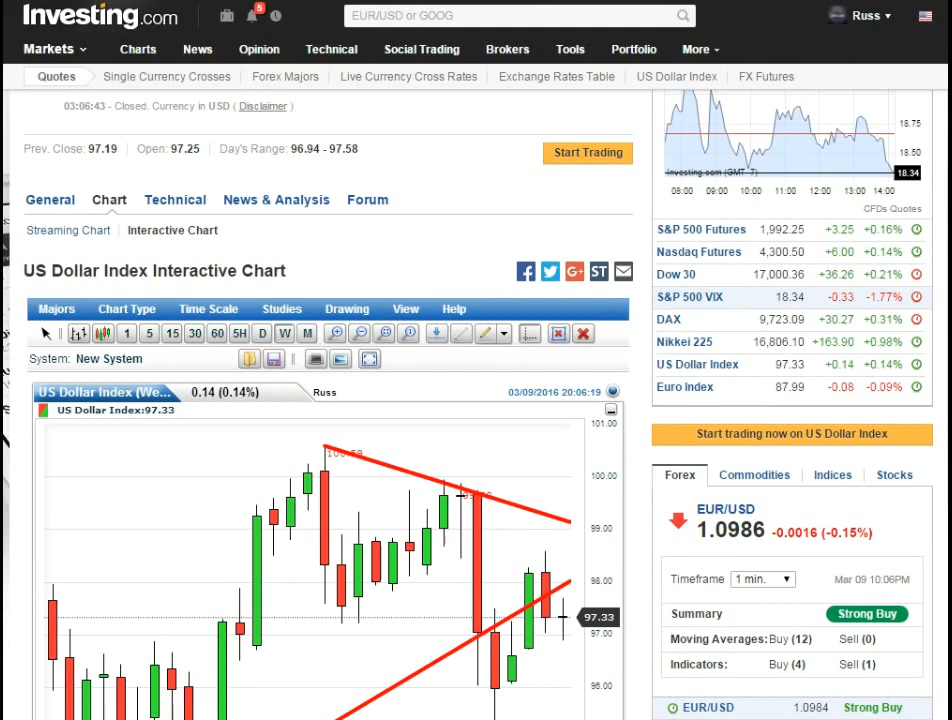 Investing.com
5
EUR/USD or GOOG
Russ
Markets Charts News Opinion Technical Social Trading Brokers Tools Portfolio More
Quotes Single Currency Crosses Forex Majors Live Currency Cross Rates Exchange Rates Table US Dollar Index FX Futures
03:06:43 - Closed. Currency in USD ( Disclaimer )
Prev. Close: 97.19 Open: 97.25 Day's Range: 96.94 - 97.58
Start Trading
General Chart Technical News & Analysis Forum
Streaming Chart Interactive Chart
US Dollar Index Interactive Chart
ST
Majors Chart Type Time Scale Studies Drawing View Help
1 5 15 30 60 5H D W M
System: New System
US Dollar Index (We... 0.14 (0.14%) Russ 03/09/2016 20:06:19
US Dollar Index:97.33
101.00
100.00
99.00
98.00
97.33
97.00
96.00
18.75
18.50
18.34
Investing.com (GMT -7)
08:00 09:00 10:00 11:00 12:00 13:00 14:00
CFDs Quotes
S&P 500 Futures 1,992.25 +3.25 +0.16%
Nasdaq Futures 4,300.50 +6.00 +0.14%
Dow 30 17,000.36 +36.26 +0.21%
S&P 500 VIX 18.34 -0.33 -1.77%
DAX 9,723.09 +30.27 +0.31%
Nikkei 225 16,806.10 +163.90 +0.98%
US Dollar Index 97.33 +0.14 +0.14%
Euro Index 87.99 -0.08 -0.09%
Start trading now on US Dollar Index
Forex Commodities Indices Stocks
EUR/USD
1.0986 -0.0016 (-0.15%)
Timeframe 1 min. Mar 09 10:06PM
Summary Strong Buy
Moving Averages: Buy (12) Sell (0)
Indicators: Buy (4) Sell (1)
EUR/USD 1.0984 Strong Buy